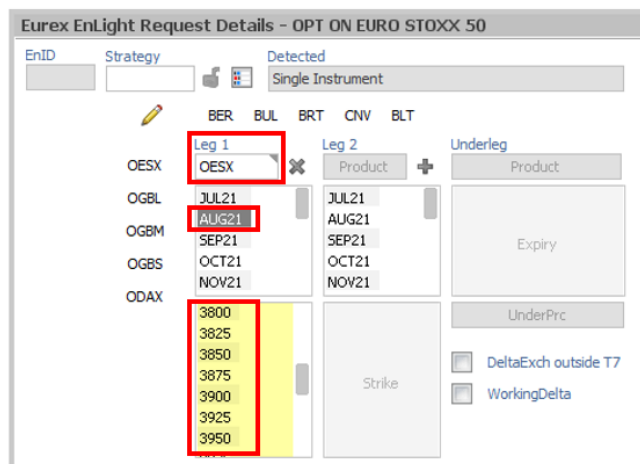 Eurex EnLight Request Details - OPT ON EURO STOXX 50
EnID Strategy Detected
Single Instrument
BER BUL BRT CNV BLT
Leg 1 Leg 2 Underleg
OESX OESX Product Product
OGBL JUL21 JUL21
AUG21 AUG21
OGBM SEP21 SEP21 Expiry
OGBS OCT21 OCT21
NOV21 NOV21
ODAX
3800 UnderPrc
3825
3850 DeltaExch outside T7
3875 Strike
3900 WorkingDelta
3925
3950